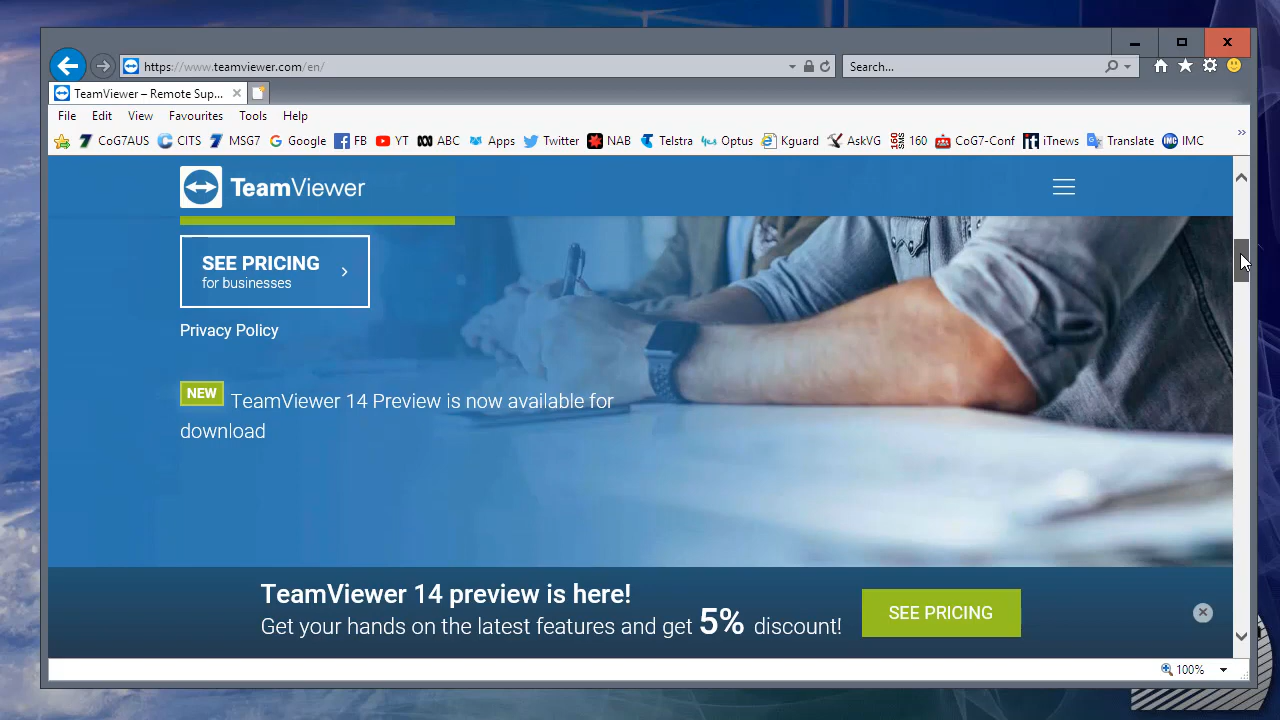 https://www.teamviewer.com/en/
Search...
TeamViewer – Remote Sup...
File Edit View Favourites Tools Help
CoG7AUS CITS MSG7 Google FB YT ABC Apps Twitter NAB Telstra Optus Kguard AskVG 160 CoG7-Conf ITnews Translate IMC
TeamViewer
SEE PRICING
for businesses
Privacy Policy
NEW TeamViewer 14 Preview is now available for
download
TeamViewer 14 preview is here!
Get your hands on the latest features and get 5% discount!
SEE PRICING
100%